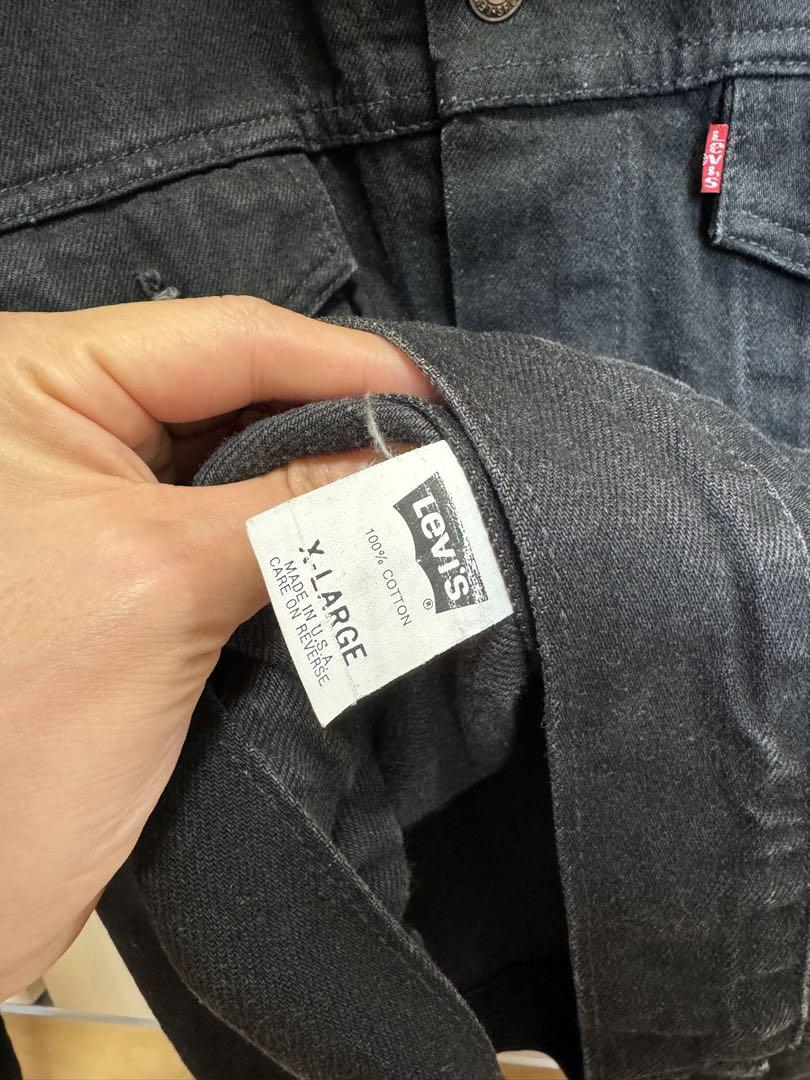 LEVI'S
Levi's
®
100% COTTON
X-LARGE
MADE IN U.S.A.
CARE ON REVERSE